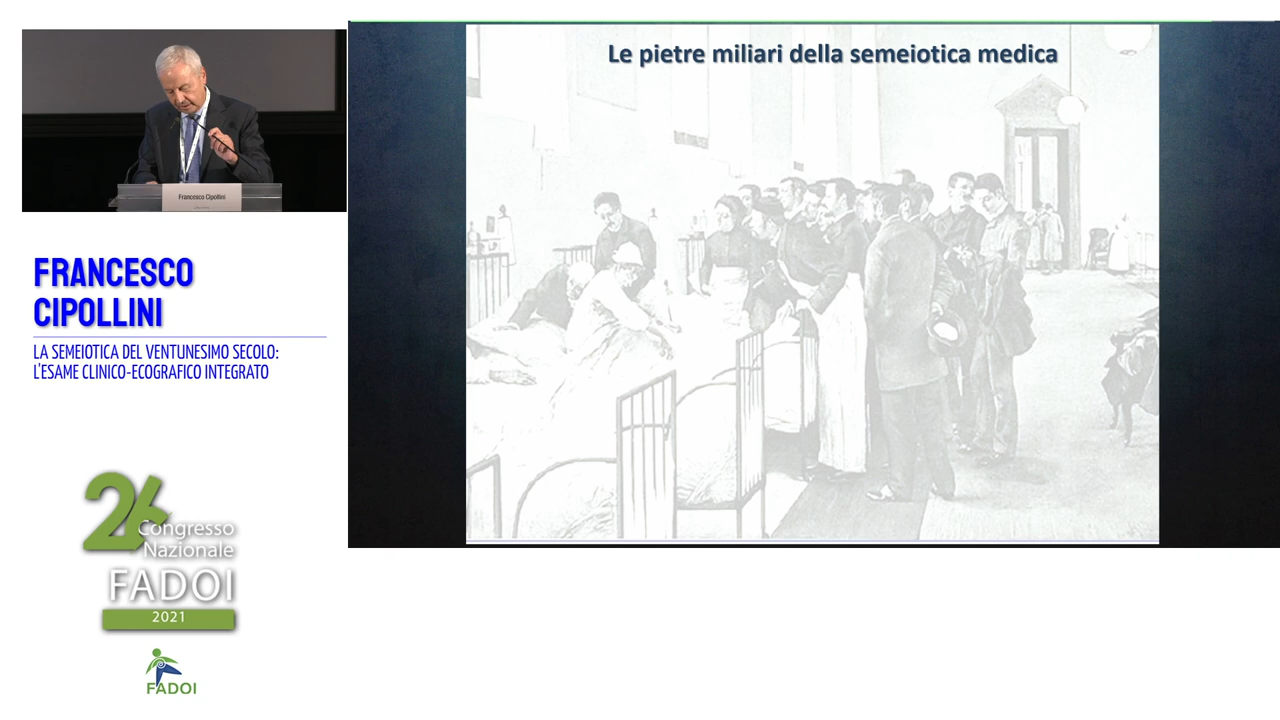 Le pietre miliari della semeiotica medica
Francesco Cipollini
FRANCESCO
CIPOLLINI
LA SEMEIOTICA DEL VENTUNESIMO SECOLO:
L'ESAME CLINICO-ECOGRAFICO INTEGRATO
26
Congresso
Nazionale
FADOI
2021
FADOI